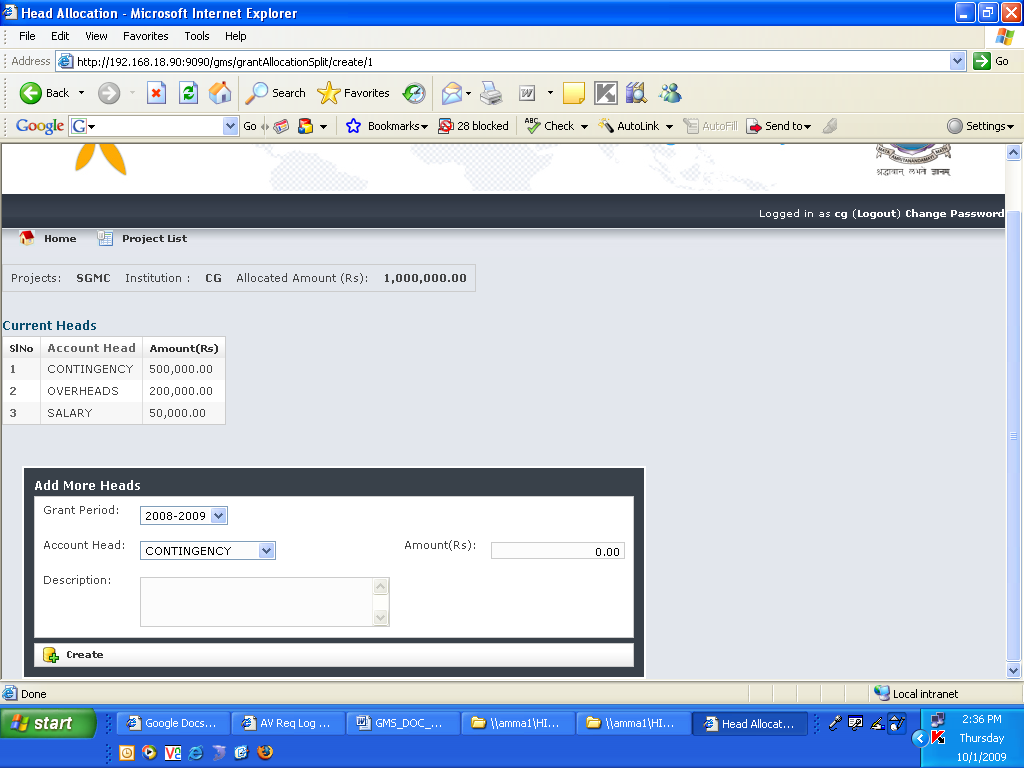 Head Allocation - Microsoft Internet Explorer
File Edit View Favorites Tools Help
Address http://192.168.18.90:9090/gms/grantAllocationSplit/create/1 Go
Back Search Favorites W
Google G Go Bookmarks 28 blocked ABC Check AutoLink AutoFill Send to Settings
श्रद्धावान् लभते ज्ञानम्
Logged in as cg (Logout) Change Password
Home Project List
Projects: SGMC Institution : CG Allocated Amount (Rs): 1,000,000.00
Current Heads
SlNo Account Head Amount(Rs)
1 CONTINGENCY 500,000.00
2 OVERHEADS 200,000.00
3 SALARY 50,000.00
Add More Heads
Grant Period: 2008-2009
Account Head: CONTINGENCY Amount(Rs): 0.00
Description:
Create
Done Local intranet
start Google Docs... AV Req Log ... GMS_DOC_... \\amma1\HI... \\amma1\HI... Head Allocat... 2:36 PM
Thursday
10/1/2009